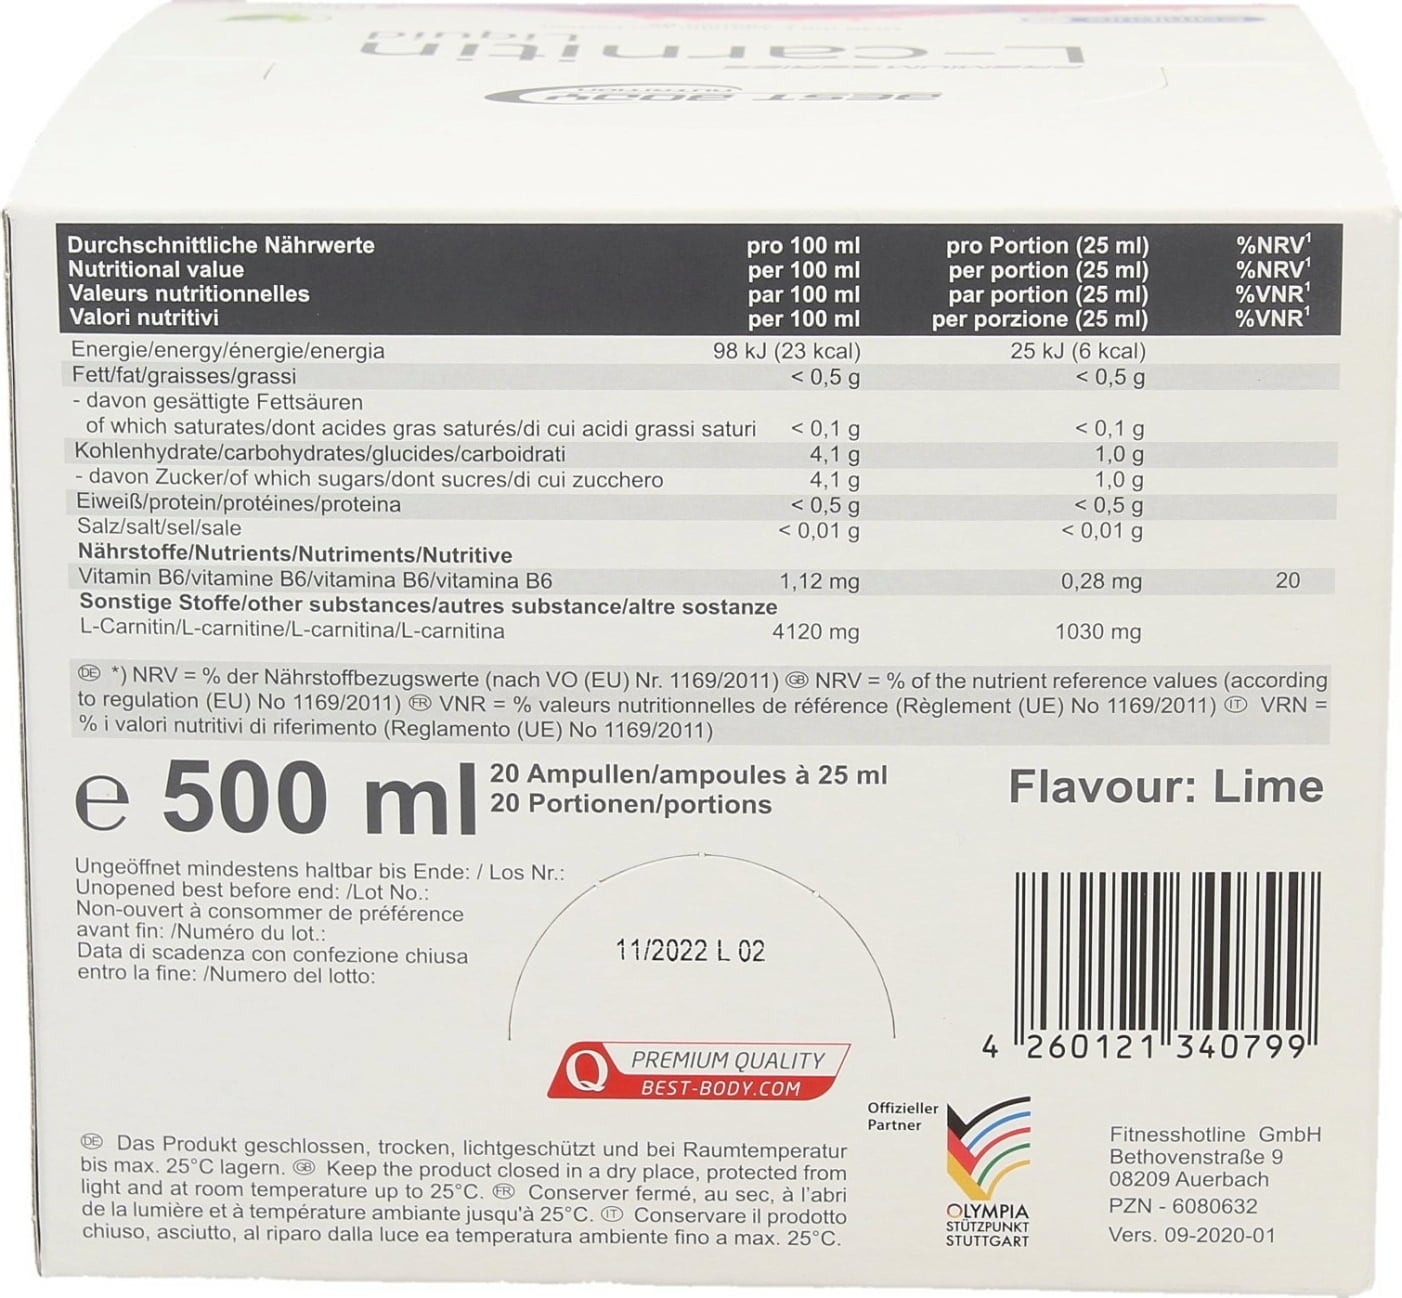 L-Carnitin
Liquid
PREMIUM SERIES
BEST BODY
NUTRITION
Durchschnittliche Nährwerte pro 100 ml pro Portion (25 ml) %NRV¹
Nutritional value per 100 ml per portion (25 ml) %NRV¹
Valeurs nutritionnelles par 100 ml par portion (25 ml) %VNR¹
Valori nutritivi per 100 ml per porzione (25 ml) %VNR¹
Energie/energy/énergie/energia 98 kJ (23 kcal) 25 kJ (6 kcal)
Fett/fat/graisses/grassi < 0,5 g < 0,5 g
- davon gesättigte Fettsäuren
of which saturates/dont acides gras saturés/di cui acidi grassi saturi < 0,1 g < 0,1 g
Kohlenhydrate/carbohydrates/glucides/carboidrati 4,1 g 1,0 g
- davon Zucker/of which sugars/dont sucres/di cui zucchero 4,1 g 1,0 g
Eiweiß/protein/protéines/proteina < 0,5 g < 0,5 g
Salz/salt/sel/sale < 0,01 g < 0,01 g
Nährstoffe/Nutrients/Nutriments/Nutritive
Vitamin B6/vitamine B6/vitamina B6/vitamina B6 1,12 mg 0,28 mg 20
Sonstige Stoffe/other substances/autres substance/altre sostanze
L-Carnitin/L-carnitine/L-carnitina/L-carnitina 4120 mg 1030 mg
DE *) NRV = % der Nährstoffbezugswerte (nach VO (EU) Nr. 1169/2011) GB NRV = % of the nutrient reference values (according
to regulation (EU) No 1169/2011) FR VNR = % valeurs nutritionnelles de référence (Règlement (UE) No 1169/2011) IT VRN =
% i valori nutritivi di riferimento (Reglamento (UE) No 1169/2011)
e 500 ml
20 Ampullen/ampoules à 25 ml
20 Portionen/portions
Flavour: Lime
Ungeöffnet mindestens haltbar bis Ende: / Los Nr.:
Unopened best before end: /Lot No.:
Non-ouvert à consommer de préférence
avant fin: /Numéro du lot.:
Data di scadenza con confezione chiusa
entro la fine: /Numero del lotto:
11/2022 L 02
4 260121 340799
Q PREMIUM QUALITY
BEST-BODY.COM
DE Das Produkt geschlossen, trocken, lichtgeschützt und bei Raumtemperatur
bis max. 25°C lagern. GB Keep the product closed in a dry place, protected from
light and at room temperature up to 25°C. FR Conserver fermé, au sec, à l'abri
de la lumière et à température ambiante jusqu'à 25°C. IT Conservare il prodotto
chiuso, asciutto, al riparo dalla luce ea temperatura ambiente fino a max. 25°C.
Offizieller
Partner
OLYMPIA
STÜTZPUNKT
STUTTGART
Fitnesshotline GmbH
Bethovenstraße 9
08209 Auerbach
PZN - 6080632
Vers. 09-2020-01